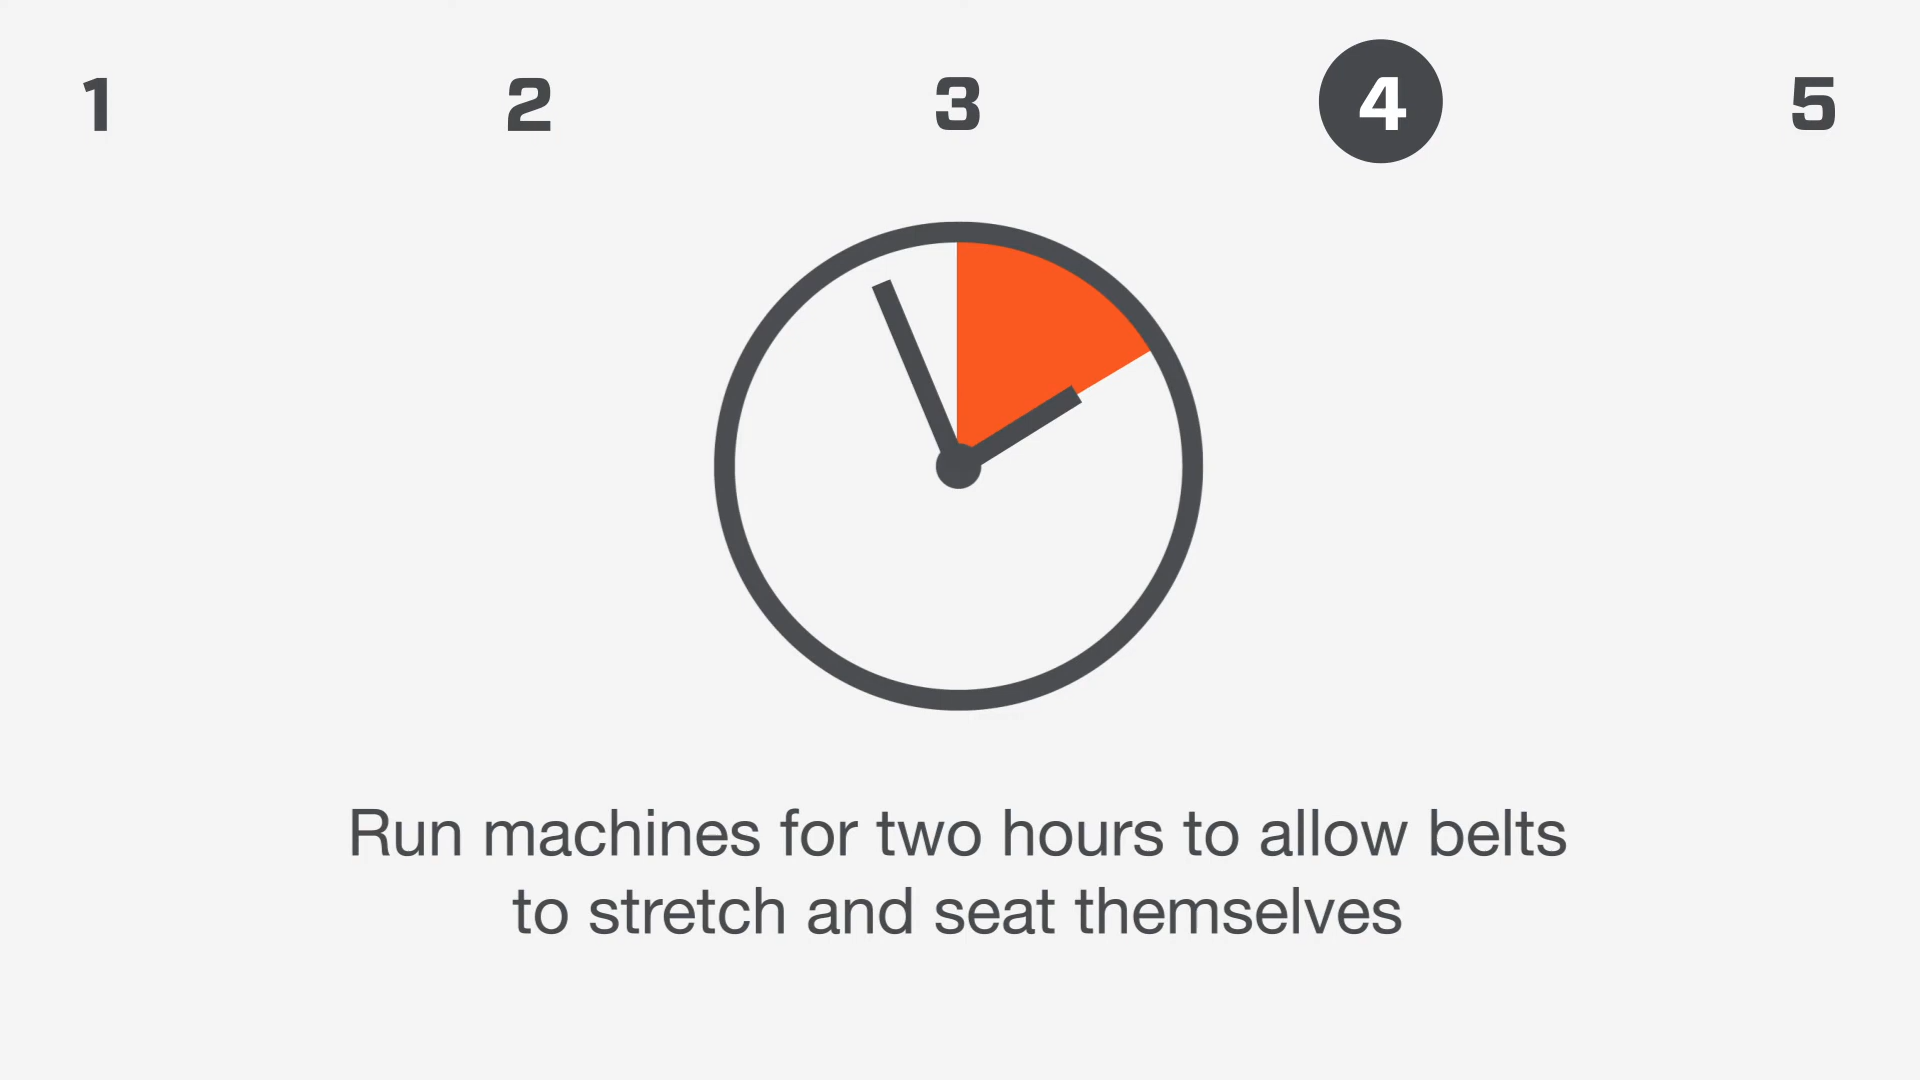 1 2 3 4 5
Run machines for two hours to allow belts
to stretch and seat themselves